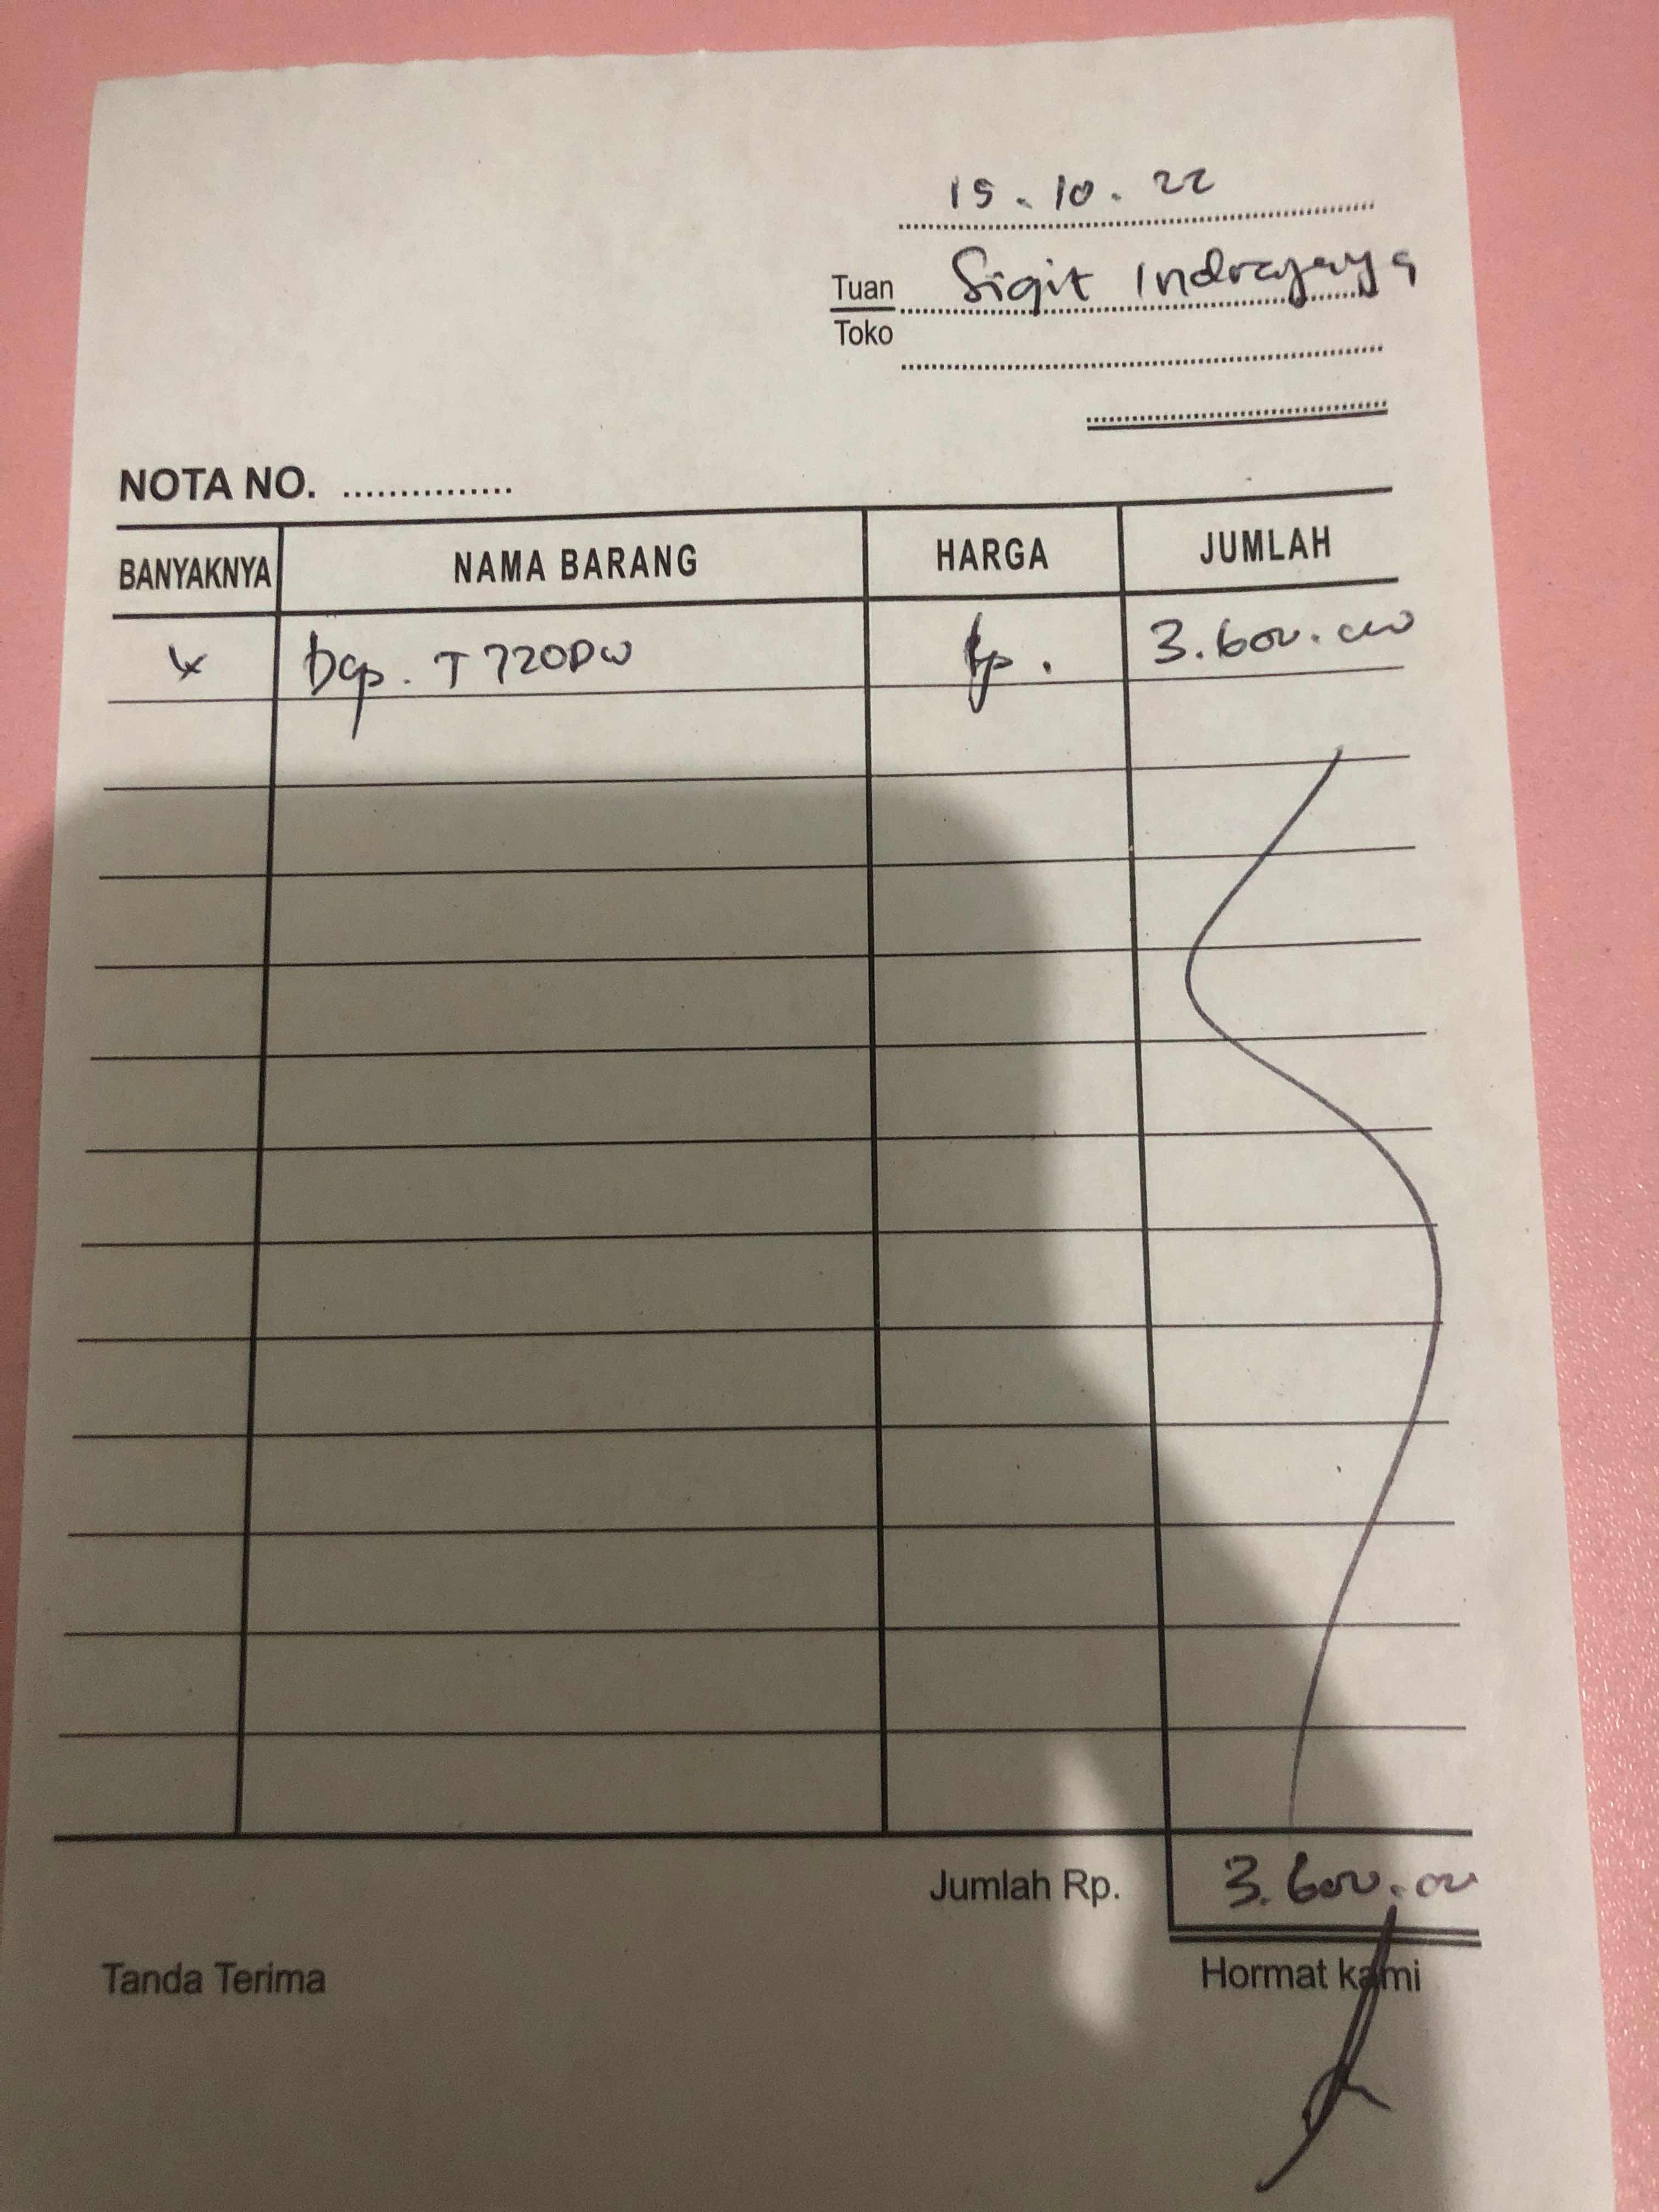 15.10.22
Tuan Sigit Indrajaya
Toko
NOTA NO. ...............
BANYAKNYA NAMA BARANG HARGA JUMLAH
4 Dcp. T720DW Rp. 3.600.000
Jumlah Rp. 3.600.000
Tanda Terima Hormat kami